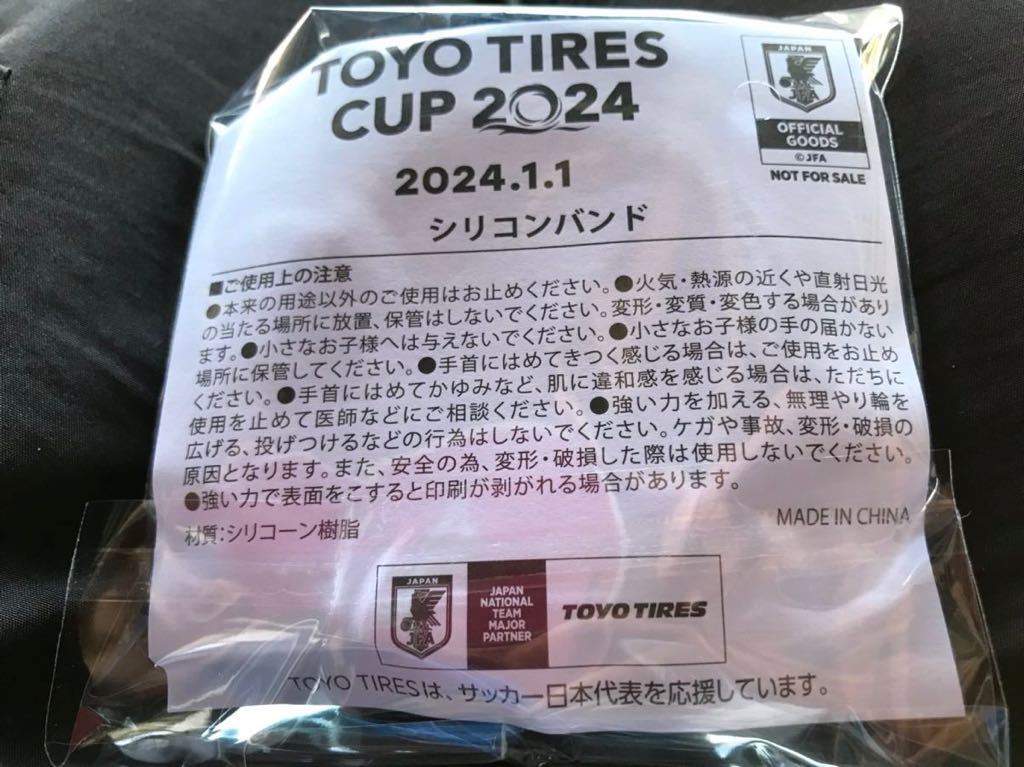 TOYO TIRES
CUP 2024
JAPAN
JFA
OFFICIAL
GOODS
©JFA
NOT FOR SALE
2024.1.1
シリコンバンド
■ご使用上の注意
●本来の用途以外のご使用はお止めください。●火気・熱源の近くや直射日光
の当たる場所に放置、保管はしないでください。変形・変質・変色する場合があり
ます。●小さなお子様へは与えないでください。●小さなお子様の手の届かない
場所に保管してください。●手首にはめてきつく感じる場合は、ご使用をお止め
ください。●手首にはめてかゆみなど、肌に違和感を感じる場合は、ただちに
使用を止めて医師などにご相談ください。●強い力を加える、無理やり輪を
広げる、投げつけるなどの行為はしないでください。ケガや事故、変形・破損の
原因となります。また、安全の為、変形・破損した際は使用しないでください。
●強い力で表面をこすると印刷が剥がれる場合があります。
材質:シリコーン樹脂
MADE IN CHINA
JAPAN
JFA
JAPAN
NATIONAL
TEAM
MAJOR
PARTNER
TOYO TIRES
TOYO TIRESは、サッカー日本代表を応援しています。